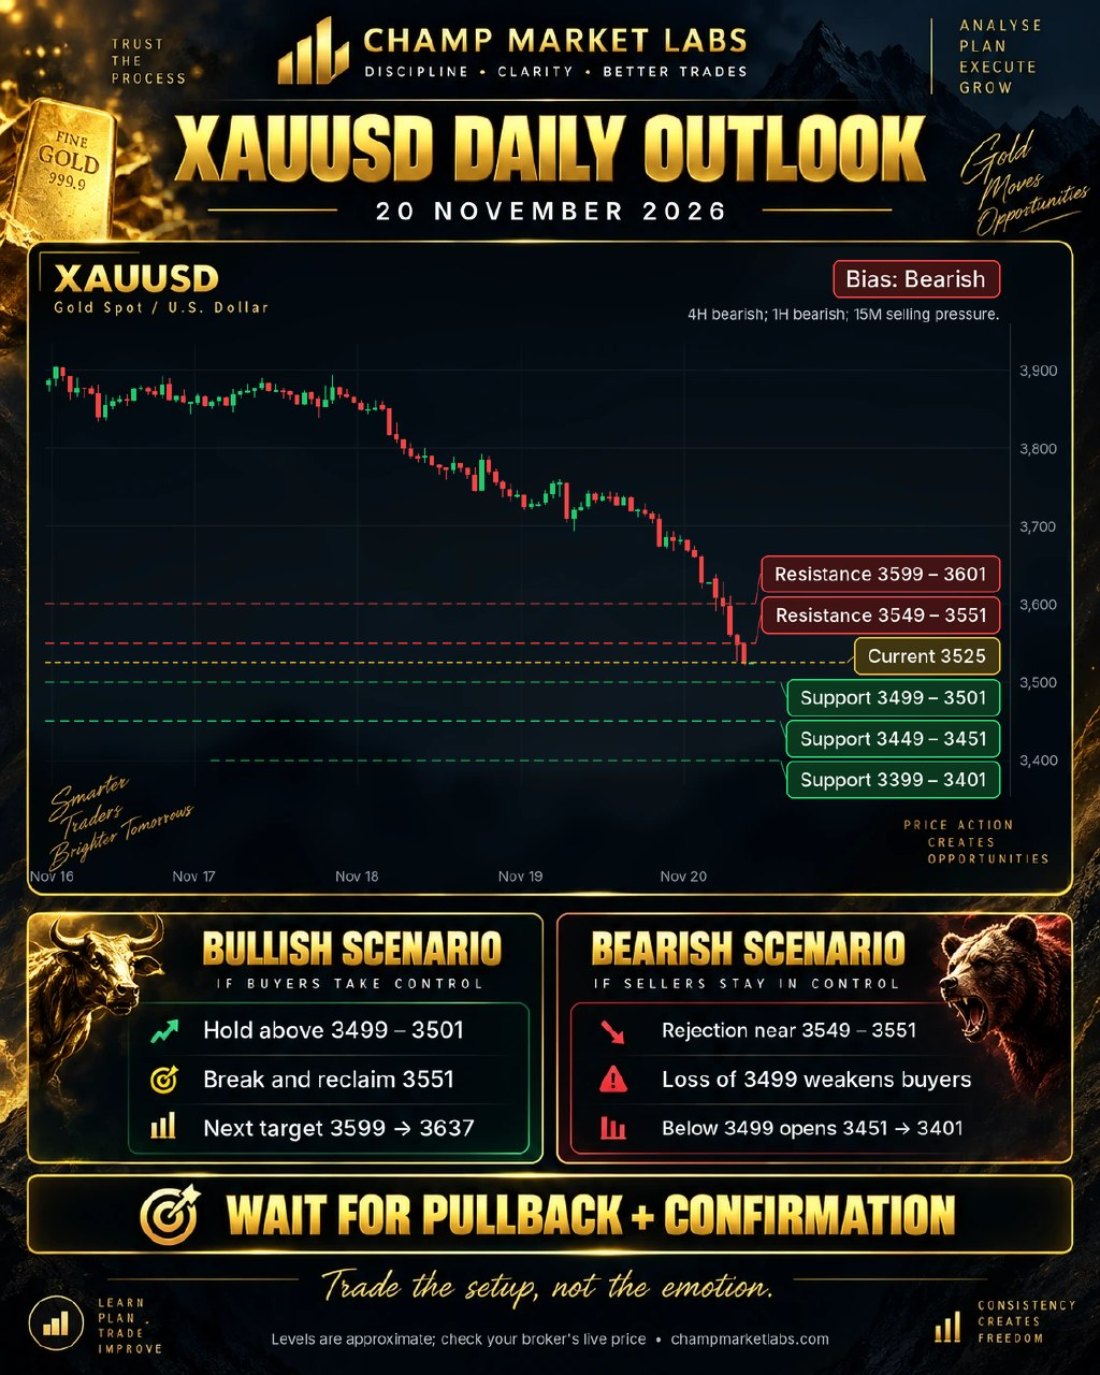 TRUST
THE
PROCESS
CHAMP MARKET LABS
DISCIPLINE • CLARITY • BETTER TRADES
ANALYSE
PLAN
EXECUTE
GROW
FINE
GOLD
999.9
XAUUSD DAILY OUTLOOK
20 NOVEMBER 2026
Gold
Moves
Opportunities
XAUUSD
Gold Spot / U.S. Dollar
Bias: Bearish
4H bearish; 1H bearish; 15M selling pressure.
3,900
3,800
3,700
3,600
3,500
3,400
Resistance 3599 – 3601
Resistance 3549 – 3551
Current 3525
Support 3499 – 3501
Support 3449 – 3451
Support 3399 – 3401
Smarter
Traders
Brighter Tomorrows
PRICE ACTION
CREATES
OPPORTUNITIES
Nov 16 Nov 17 Nov 18 Nov 19 Nov 20
BULLISH SCENARIO
IF BUYERS TAKE CONTROL
Hold above 3499 – 3501
Break and reclaim 3551
Next target 3599 → 3637
BEARISH SCENARIO
IF SELLERS STAY IN CONTROL
Rejection near 3549 – 3551
Loss of 3499 weakens buyers
Below 3499 opens 3451 → 3401
WAIT FOR PULLBACK + CONFIRMATION
Trade the setup, not the emotion.
LEARN
PLAN .
TRADE
IMPROVE
Levels are approximate; check your broker's live price • champmarketlabs.com
CONSISTENCY
CREATES
FREEDOM